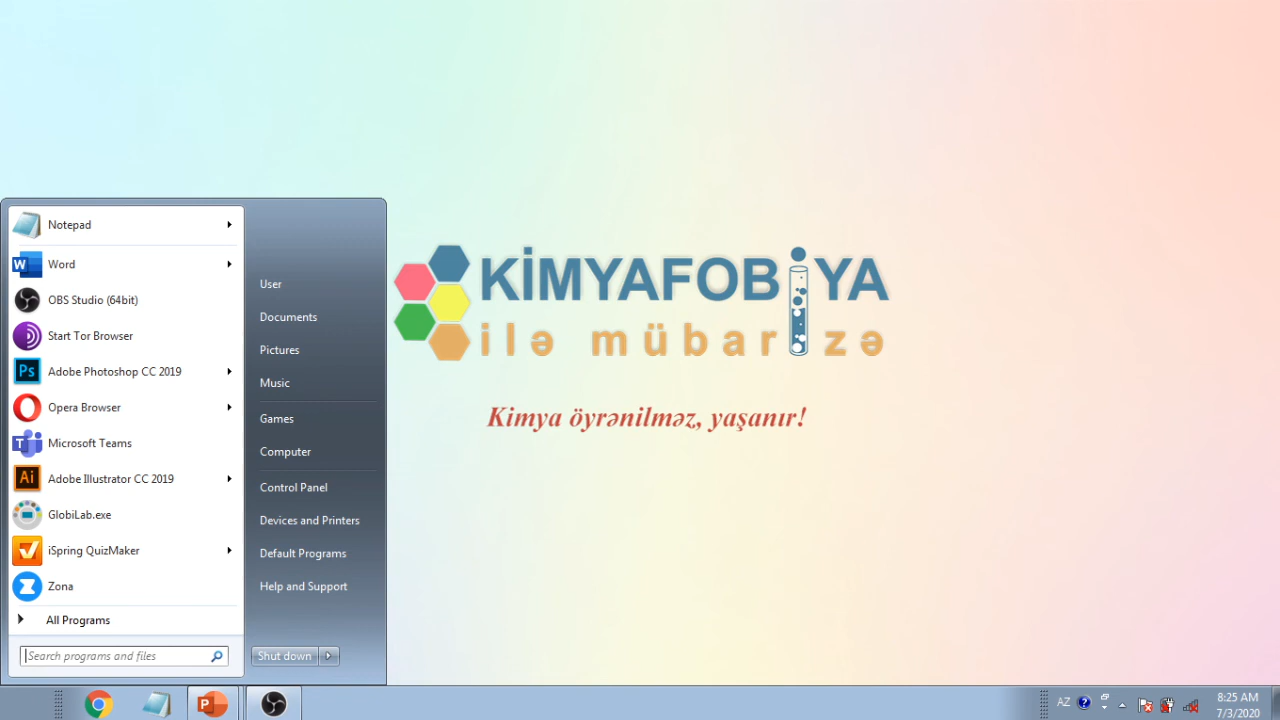 KİMYAFOBİYA
ilə mübarizə
Kimya öyrənilməz, yaşanır!
Notepad
Word
OBS Studio (64bit)
Start Tor Browser
Adobe Photoshop CC 2019
Opera Browser
Microsoft Teams
Adobe Illustrator CC 2019
GlobiLab.exe
iSpring QuizMaker
Zona
All Programs
Search programs and files
User
Documents
Pictures
Music
Games
Computer
Control Panel
Devices and Printers
Default Programs
Help and Support
Shut down
AZ
8:25 AM
7/3/2020